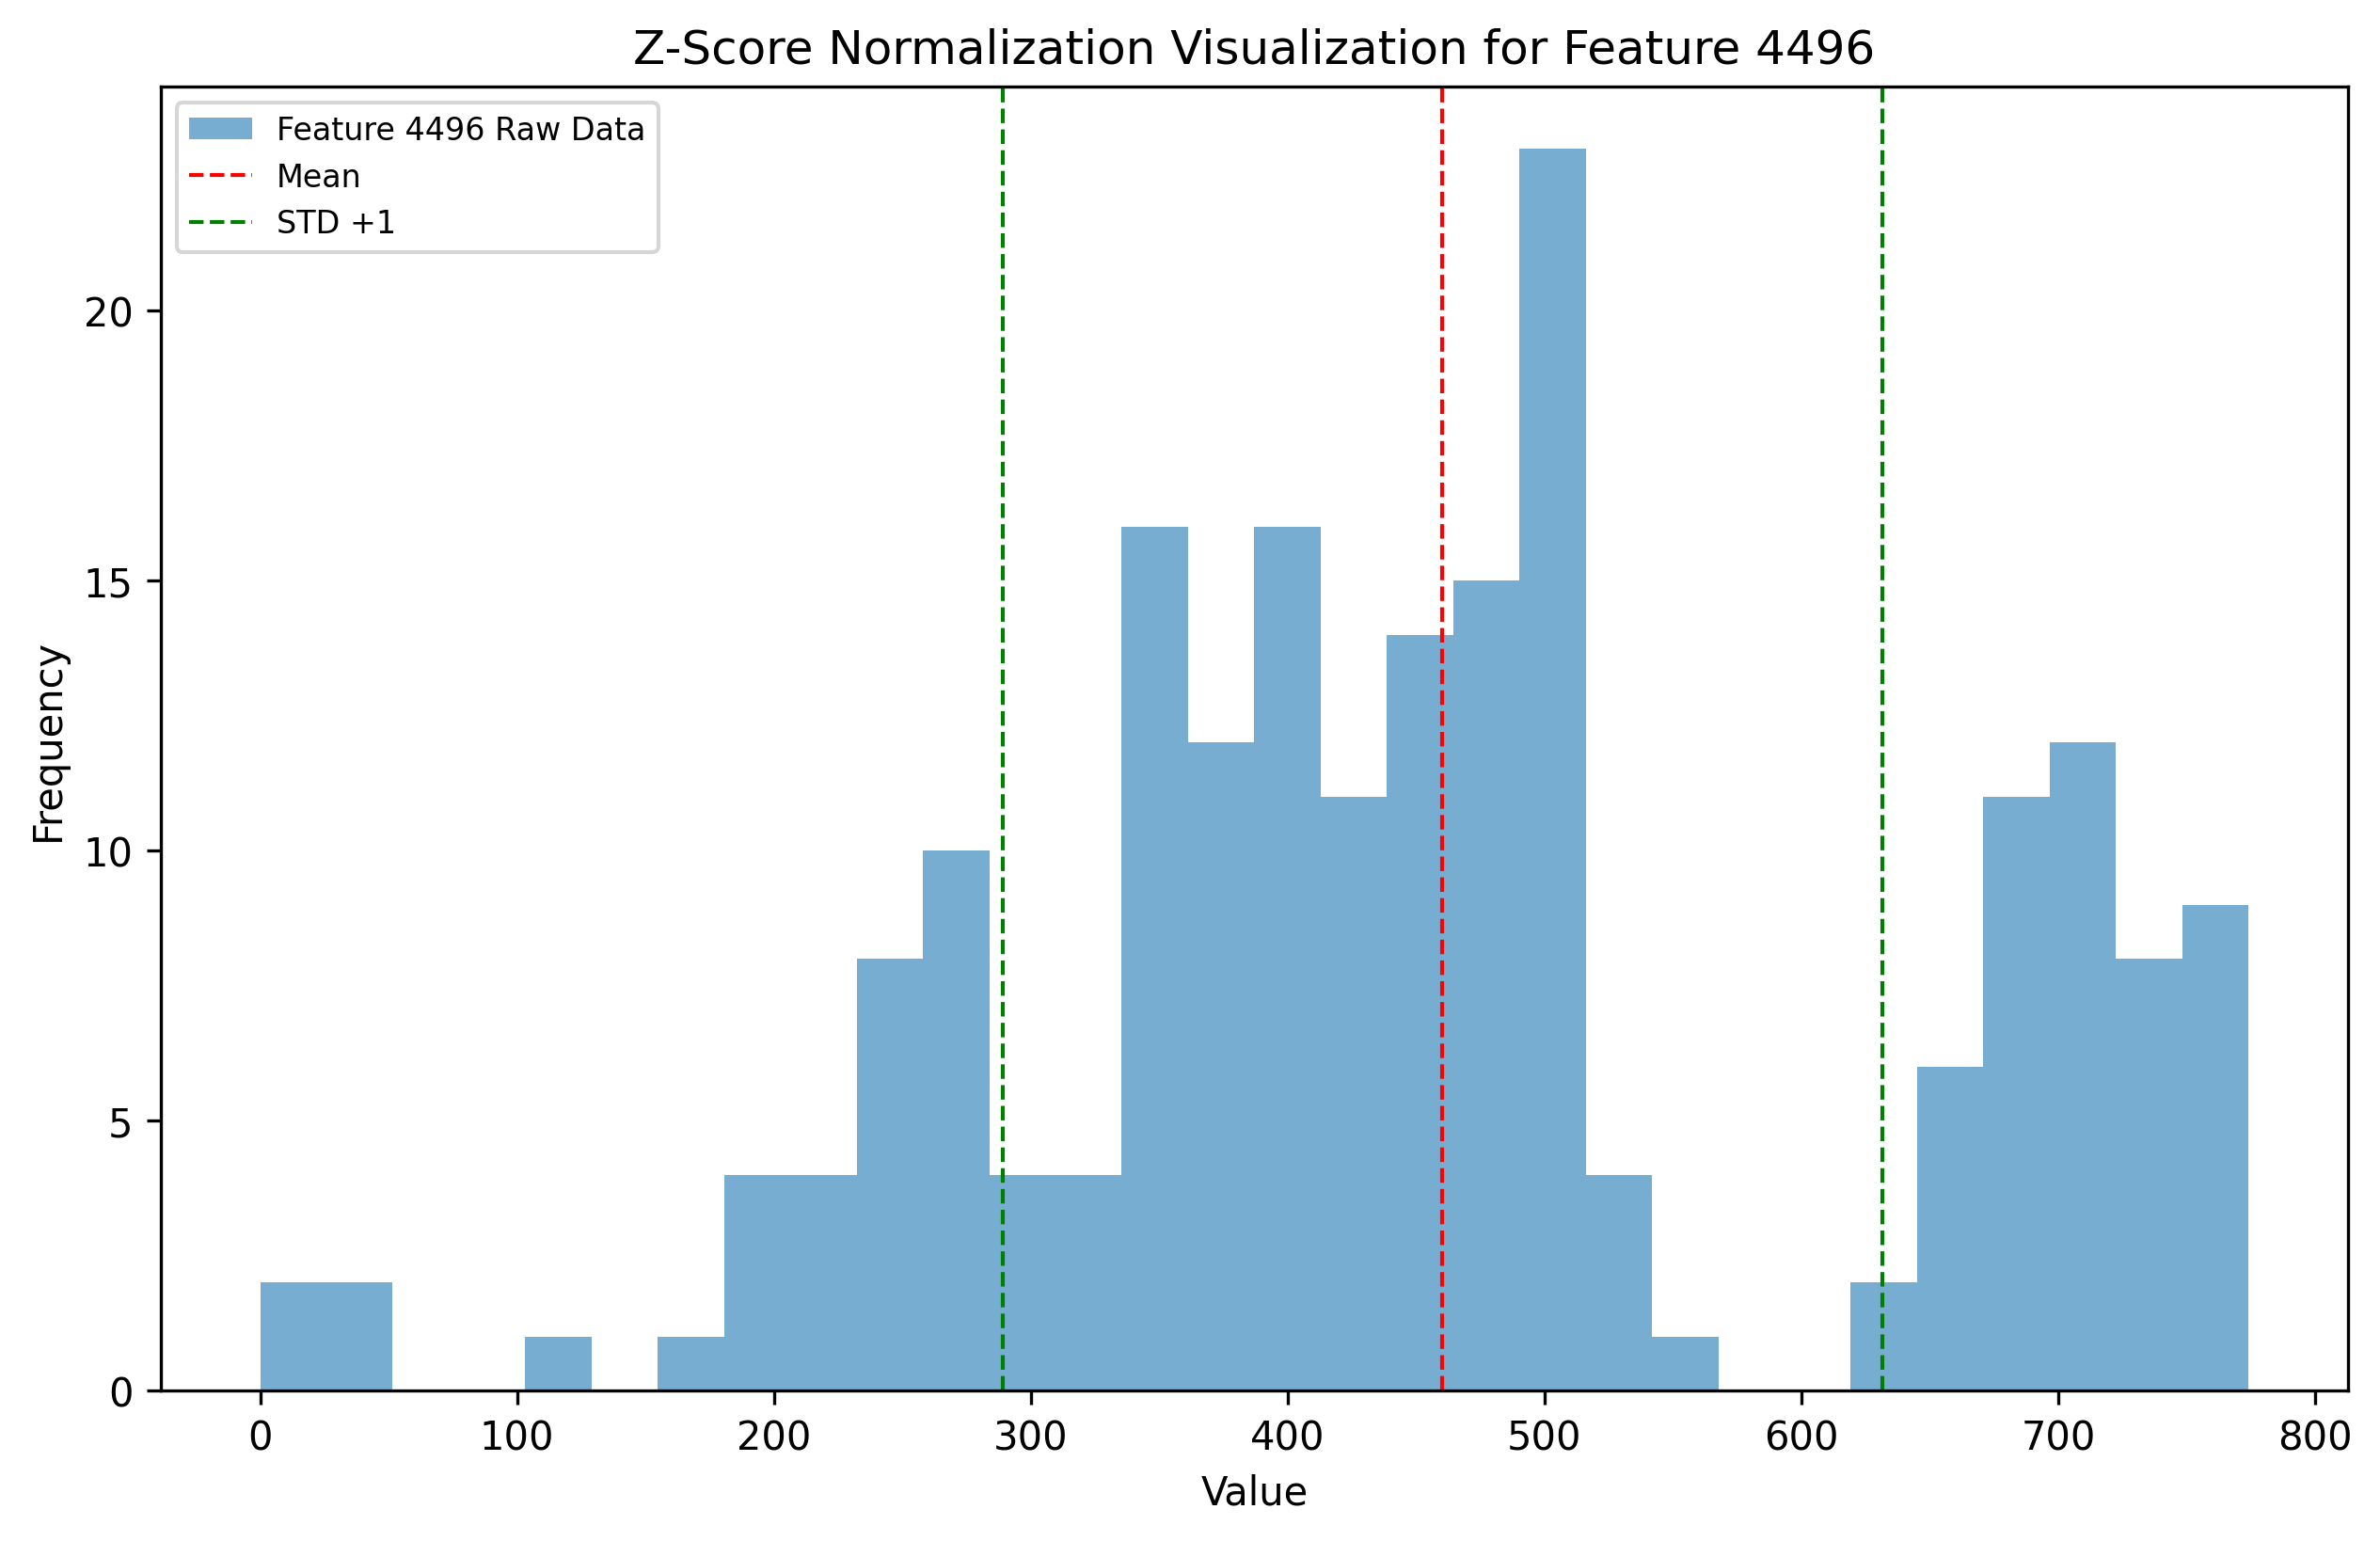 Z-Score Normalization Visualization for Feature 4496
Feature 4496 Raw Data
Mean
STD +1
Frequency
20
15
10
5
0
0 100 200 300 400 500 600 700 800
Value